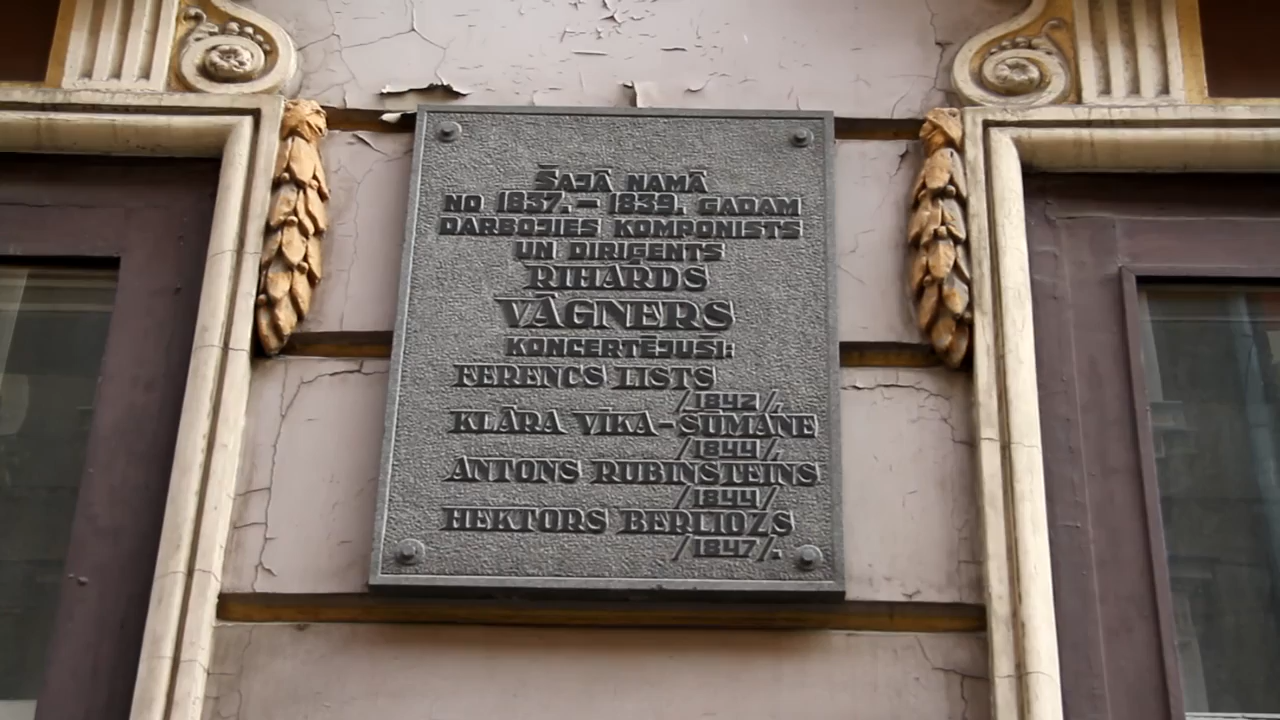 ŠAJĀ NAMĀ
NO 1837.– 1839. GADAM
DARBOJIES KOMPONISTS
UN DIRIĢENTS
RIHARDS
VĀGNERS
KONCERTĒJUŠI:
FERENCS LISTS
/1842/,
KLĀRA VĪKA–ŠŪMANE
/1844/,
ANTONS RUBINŠTEINS
/1844/
HEKTORS BERLIOZS
/1847/.